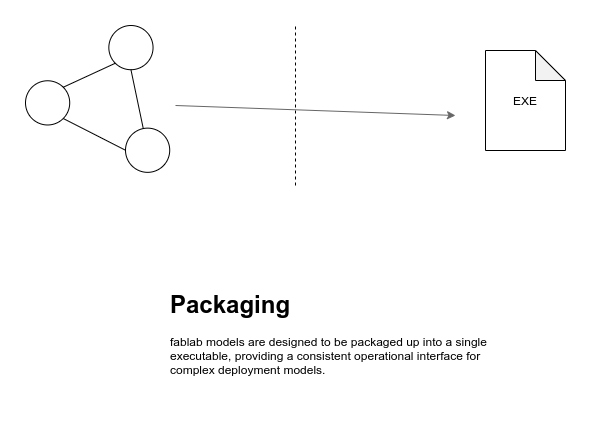 EXE
Packaging
fablab models are designed to be packaged up into a single
executable, providing a consistent operational interface for
complex deployment models.